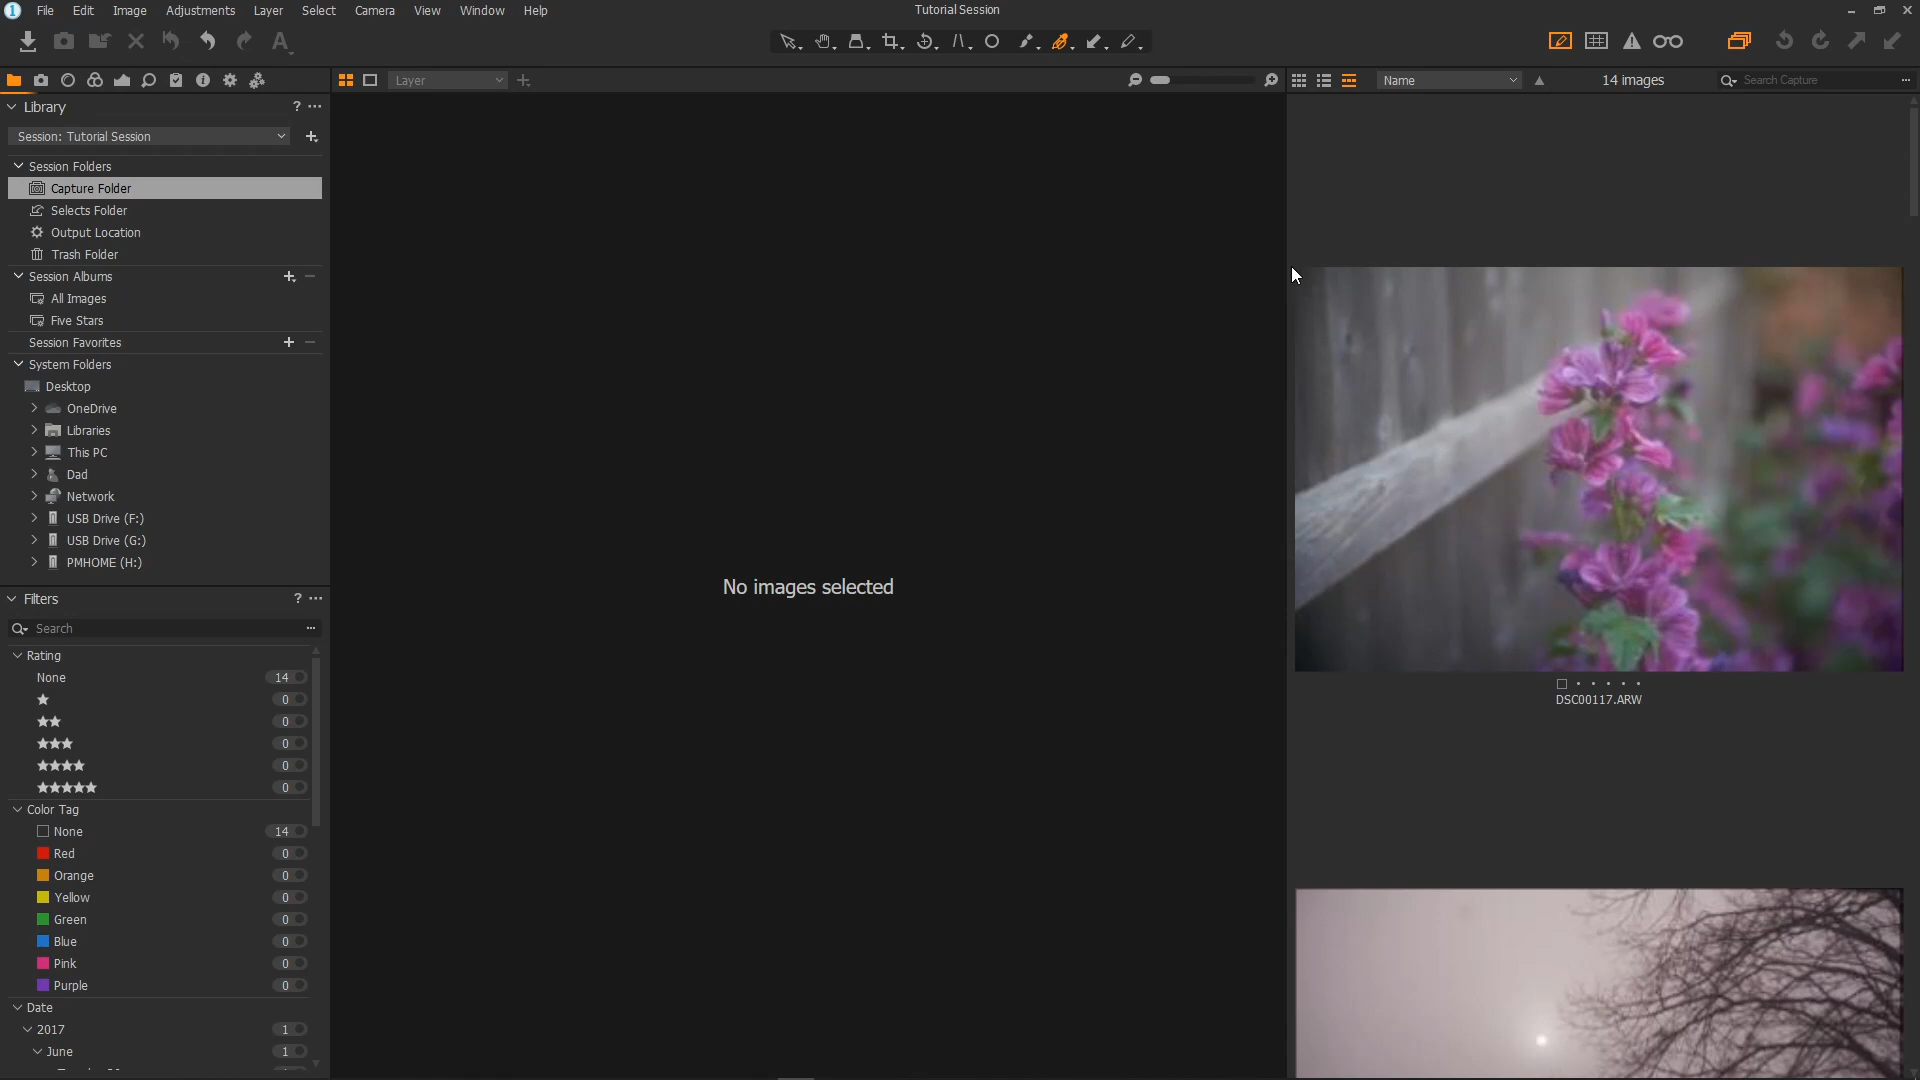 1 File Edit Image Adjustments Layer Select Camera View Window Help Tutorial Session
A
Layer Name 14 images Search Capture
Library ?
Session: Tutorial Session
Session Folders
Capture Folder
Selects Folder
Output Location
Trash Folder
Session Albums
All Images
Five Stars
Session Favorites
System Folders
Desktop
OneDrive
Libraries
This PC
Dad
Network
USB Drive (F:)
USB Drive (G:)
PMHOME (H:)
No images selected
DSC00117.ARW
Filters ?
Search
Rating
None 14
0
0
0
0
0
Color Tag
None 14
Red 0
Orange 0
Yellow 0
Green 0
Blue 0
Pink 0
Purple 0
Date
2017 1
June 1